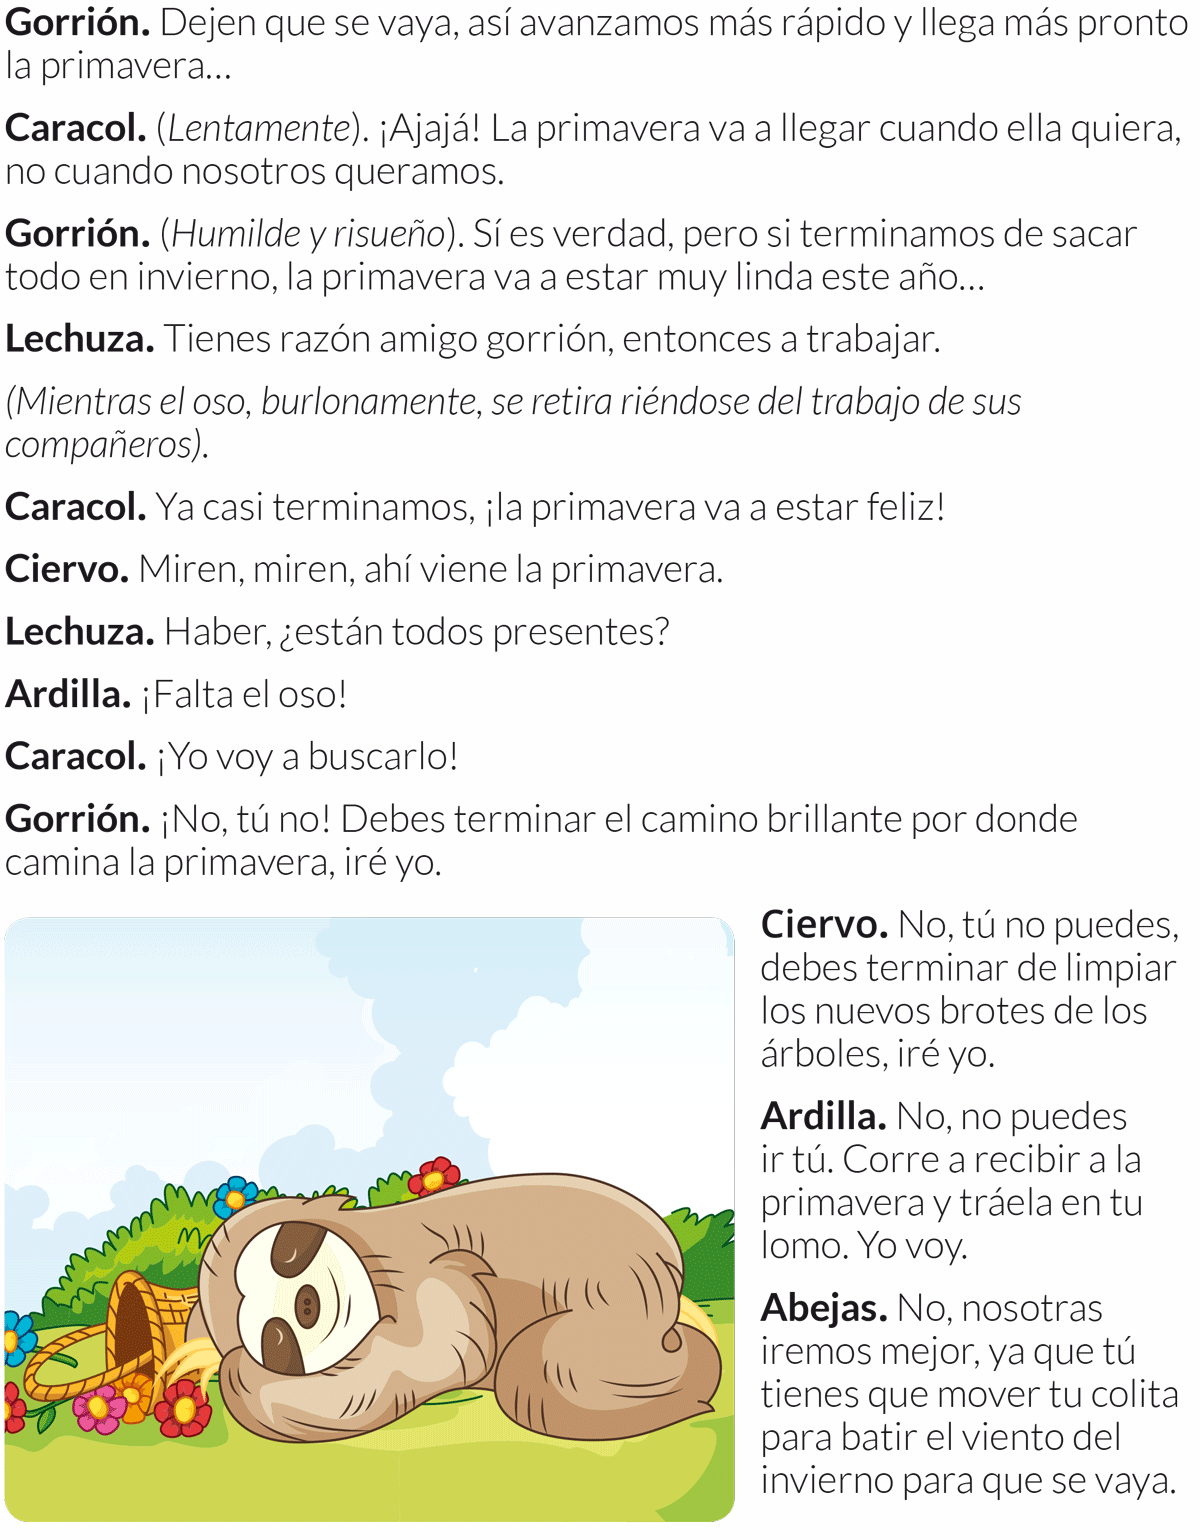 Gorrión. Dejen que se vaya, así avanzamos más rápido y llega más pronto
la primavera...
Caracol. (Lentamente). ¡Ajajá! La primavera va a llegar cuando ella quiera,
no cuando nosotros queramos.
Gorrión. (Humilde y risueño). Sí es verdad, pero si terminamos de sacar
todo en invierno, la primavera va a estar muy linda este año...
Lechuza. Tienes razón amigo gorrión, entonces a trabajar.
(Mientras el oso, burlonamente, se retira riéndose del trabajo de sus
compañeros).
Caracol. Ya casi terminamos, ¡la primavera va a estar feliz!
Ciervo. Miren, miren, ahí viene la primavera.
Lechuza. Haber, ¿están todos presentes?
Ardilla. ¡Falta el oso!
Caracol. ¡Yo voy a buscarlo!
Gorrión. ¡No, tú no! Debes terminar el camino brillante por donde
camina la primavera, iré yo.
Ciervo. No, tú no puedes,
debes terminar de limpiar
los nuevos brotes de los
árboles, iré yo.
Ardilla. No, no puedes
ir tú. Corre a recibir a la
primavera y tráela en tu
lomo. Yo voy.
Abejas. No, nosotras
iremos mejor, ya que tú
tienes que mover tu colita
para batir el viento del
invierno para que se vaya.